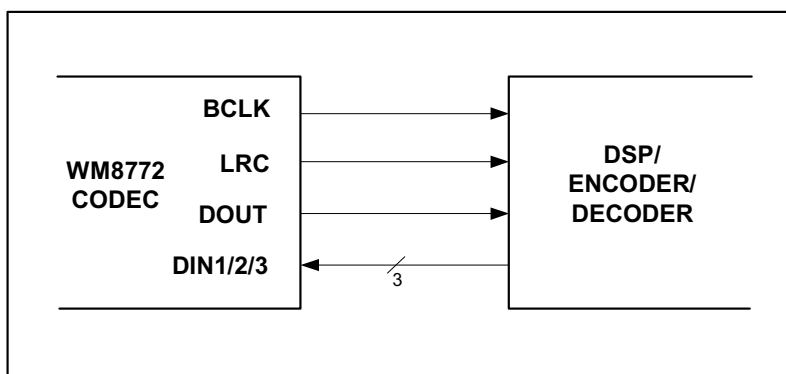 BCLK
LRC
WM8772
CODEC
DOUT
DIN1/2/3
3
DSP/
ENCODER/
DECODER